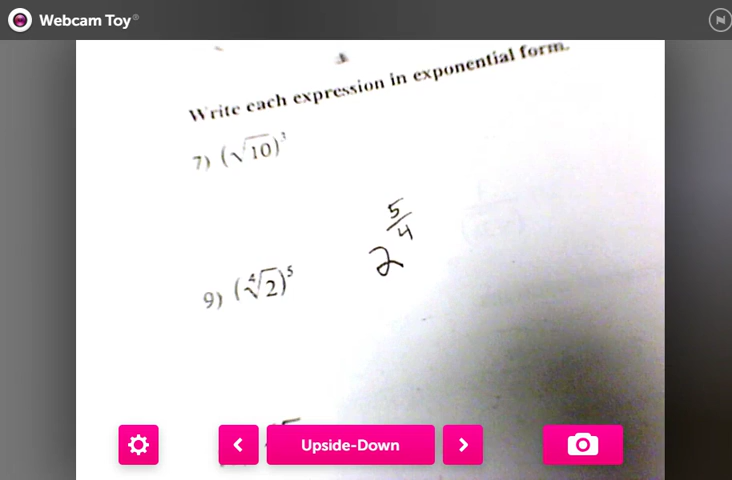 Webcam Toy®
Write each expression in exponential form.
7) (√10)³
9) (∜2)⁵
2^(5/4)
Upside-Down